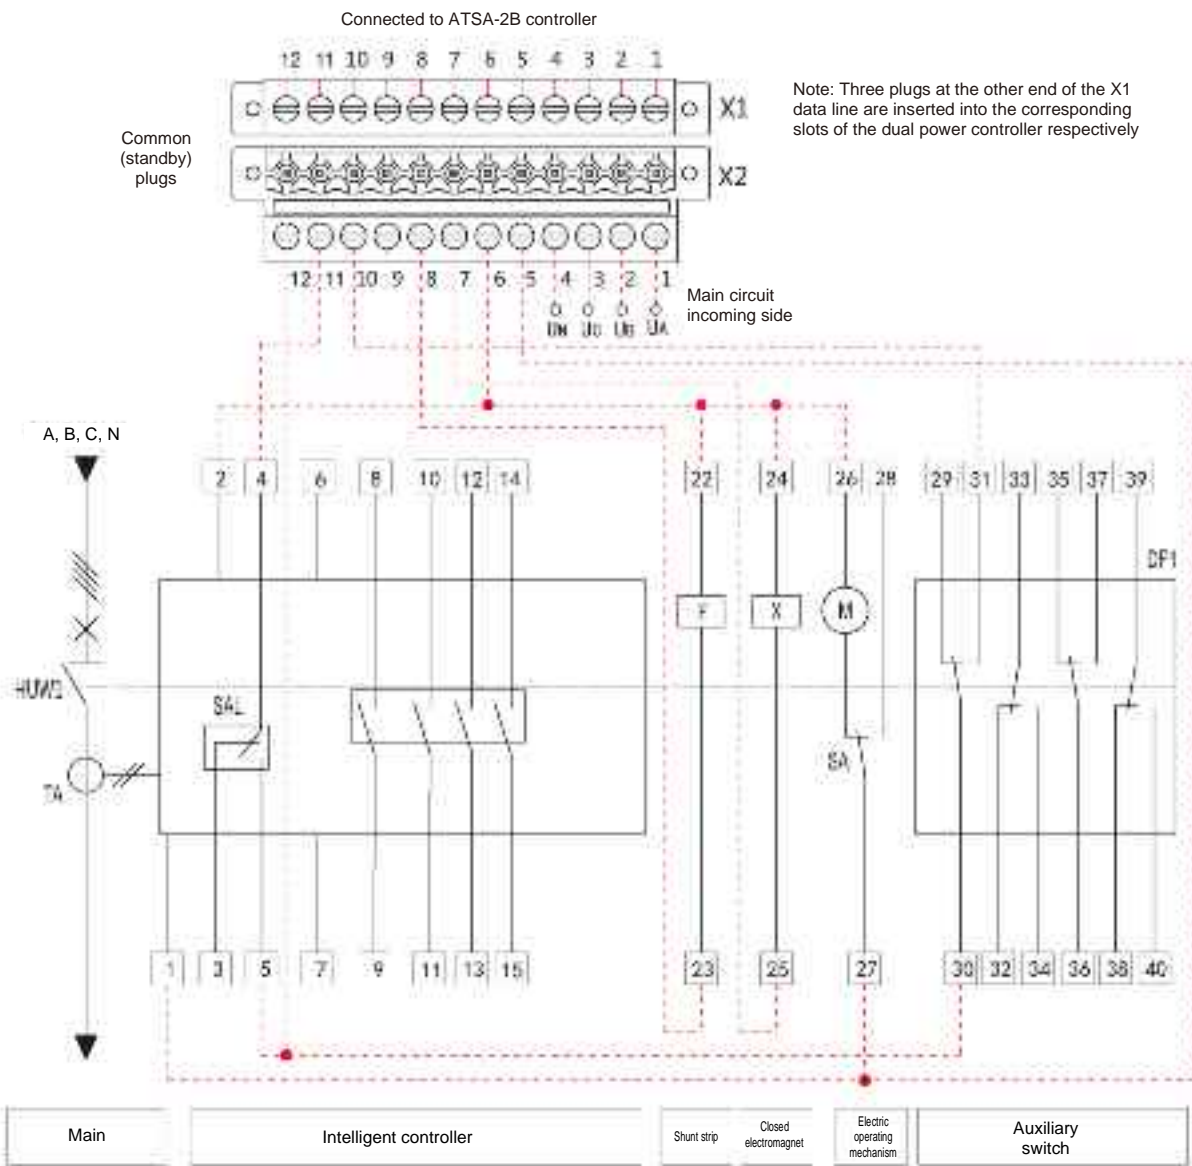 Connected to ATSA-2B controller
12 11 10 9 8 7 6 5 4 3 2 1
X1
Note: Three plugs at the other end of the X1
data line are inserted into the corresponding
slots of the dual power controller respectively
Common
(standby)
plugs
X2
12 11 10 9 8 7 6 5 4 3 2 1
Main circuit
incoming side
UN UB UA
A, B, C, N
2 4 6 8 10 12 14 22 24 26 28 29 31 33 35 37 39
DF1
X M
SAL
SA
TA
1 3 5 7 9 11 13 15 23 25 27 30 32 34 36 38 40
Main
Intelligent controller
Shunt strip
Closed
electromagnet
Electric
operating
mechanism
Auxiliary
switch